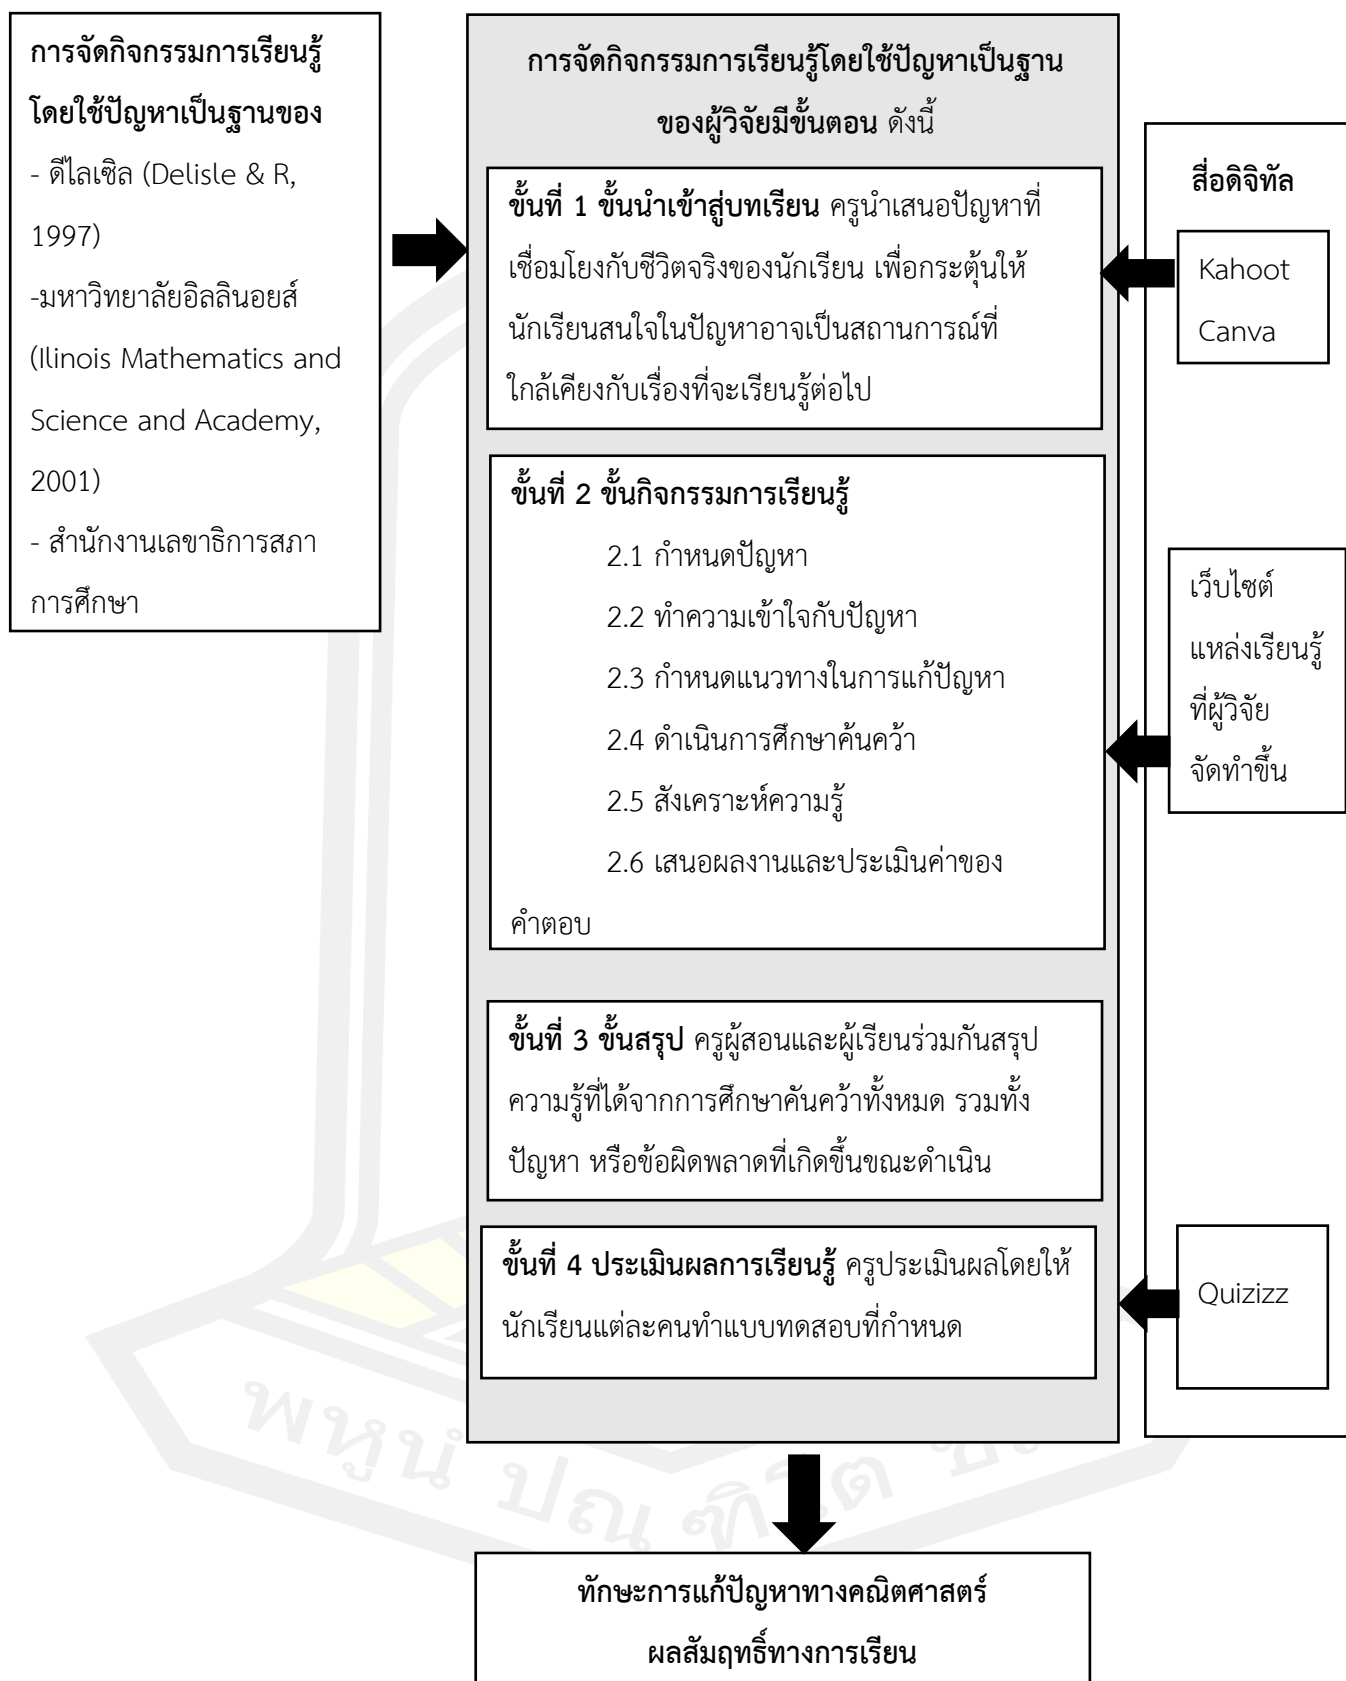 การจัดกิจกรรมการเรียนรู้
โดยใช้ปัญหาเป็นฐานของ
- ดีไลเซิล (Delisle & R,
1997)
-มหาวิทยาลัยอิลลินอยส์
(Ilinois Mathematics and
Science and Academy,
2001)
- สำนักงานเลขาธิการสภา
การศึกษา
การจัดกิจกรรมการเรียนรู้โดยใช้ปัญหาเป็นฐาน
ของผู้วิจัยมีขั้นตอน ดังนี้
ขั้นที่ 1 ขั้นนำเข้าสู่บทเรียน ครูนำเสนอปัญหาที่
เชื่อมโยงกับชีวิตจริงของนักเรียน เพื่อกระตุ้นให้
นักเรียนสนใจในปัญหาอาจเป็นสถานการณ์ที่
ใกล้เคียงกับเรื่องที่จะเรียนรู้ต่อไป
ขั้นที่ 2 ขั้นกิจกรรมการเรียนรู้
2.1 กำหนดปัญหา
2.2 ทำความเข้าใจกับปัญหา
2.3 กำหนดแนวทางในการแก้ปัญหา
2.4 ดำเนินการศึกษาค้นคว้า
2.5 สังเคราะห์ความรู้
2.6 เสนอผลงานและประเมินค่าของ
คำตอบ
ขั้นที่ 3 ขั้นสรุป ครูผู้สอนและผู้เรียนร่วมกันสรุป
ความรู้ที่ได้จากการศึกษาคันคว้าทั้งหมด รวมทั้ง
ปัญหา หรือข้อผิดพลาดที่เกิดขึ้นขณะดำเนิน
ขั้นที่ 4 ประเมินผลการเรียนรู้ ครูประเมินผลโดยให้
นักเรียนแต่ละคนทำแบบทดสอบที่กำหนด
สื่อดิจิทัล
Kahoot
Canva
เว็บไซต์
แหล่งเรียนรู้
ที่ผู้วิจัย
จัดทำขึ้น
Quizizz
ทักษะการแก้ปัญหาทางคณิตศาสตร์
ผลสัมฤทธิ์ทางการเรียน
พหูนํ ปณฺฑิโต